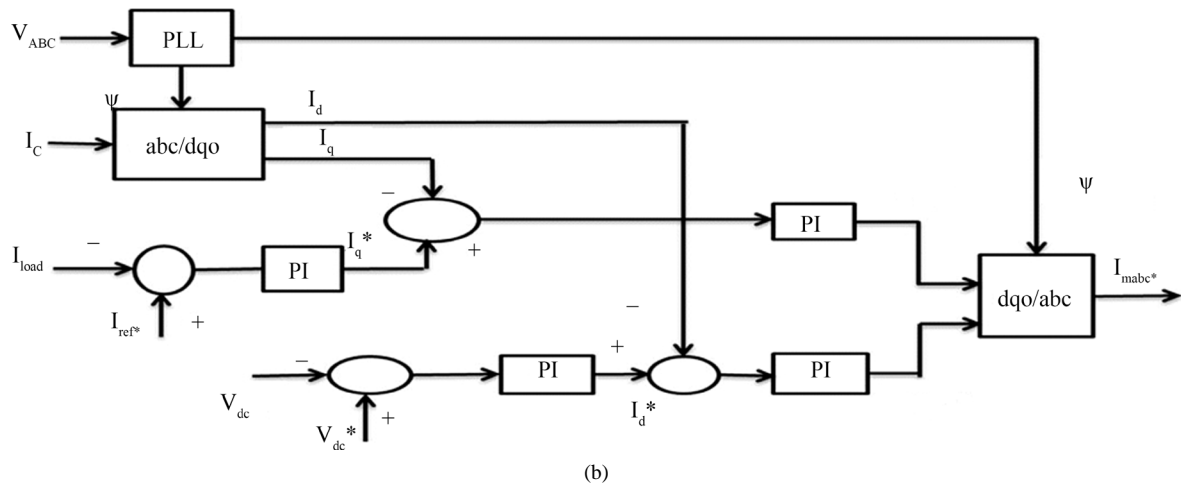 V_ABC
PLL
ψ
I_d
I_C
abc/dqo
I_q
–
ψ
PI
+
–
I_q*
I_load
PI
I_mabc*
dqo/abc
I_ref*
+
–
+
–
PI
PI
V_dc
+
I_d*
V_dc*
(b)